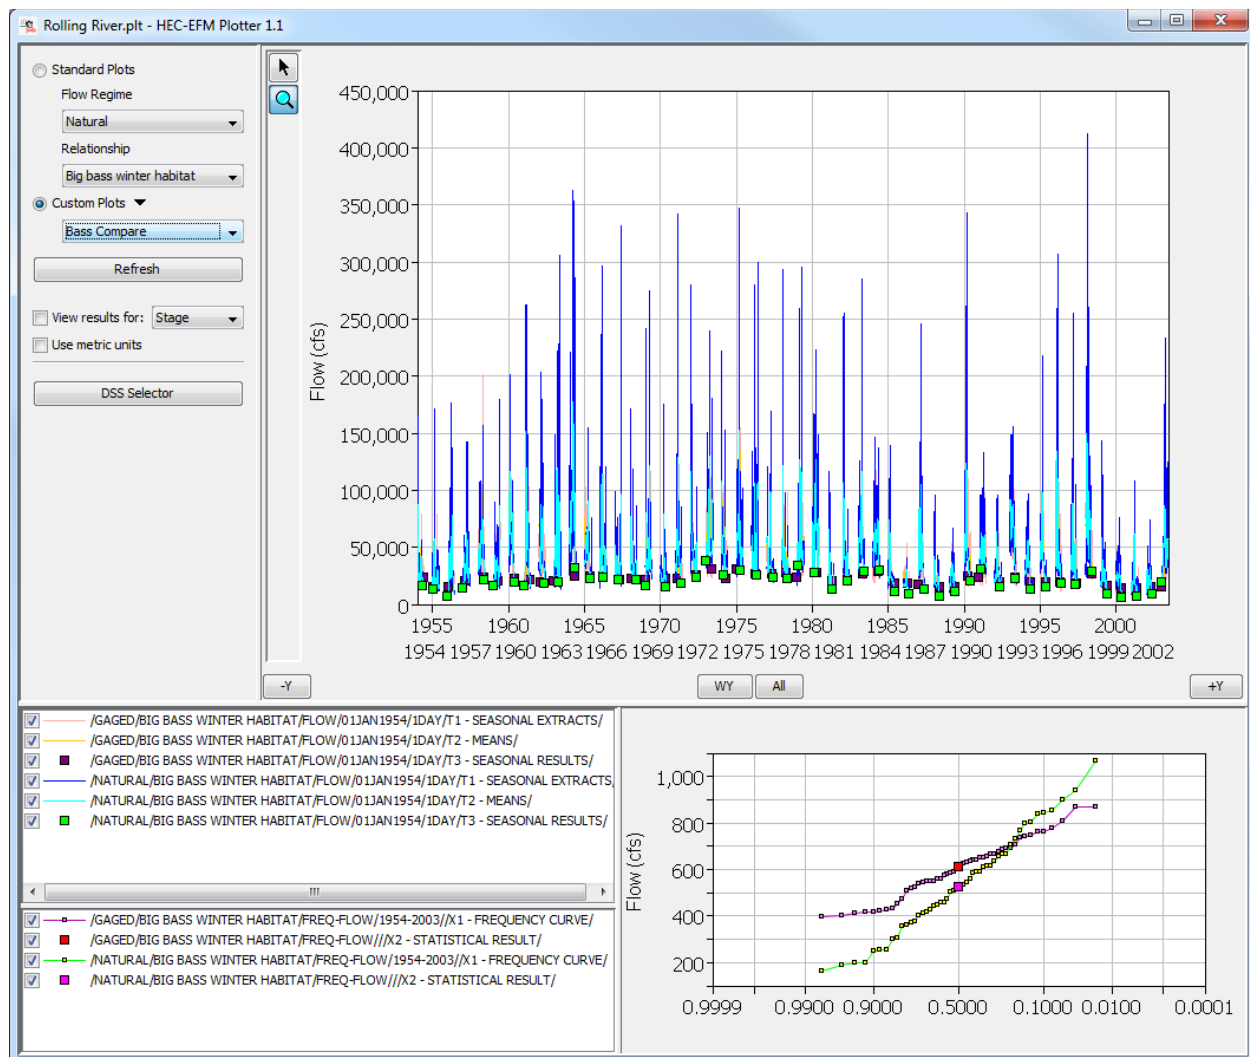 Rolling River.plt - HEC-EFM Plotter 1.1
Standard Plots
Flow Regime
Natural
Relationship
Big bass winter habitat
Custom Plots
Bass Compare
Refresh
View results for: Stage
Use metric units
DSS Selector
450,000
400,000
350,000
300,000
250,000
200,000
150,000
100,000
50,000
0
Flow (cfs)
1955 1960 1965 1970 1975 1980 1985 1990 1995 2000
1954 1957 1960 1963 1966 1969 1972 1975 1978 1981 1984 1987 1990 1993 1996 1999 2002
-Y WY All +Y
/GAGED/BIG BASS WINTER HABITAT/FLOW/01JAN1954/1DAY/T1 - SEASONAL EXTRACTS/
/GAGED/BIG BASS WINTER HABITAT/FLOW/01JAN1954/1DAY/T2 - MEANS/
/GAGED/BIG BASS WINTER HABITAT/FLOW/01JAN1954/1DAY/T3 - SEASONAL RESULTS/
/NATURAL/BIG BASS WINTER HABITAT/FLOW/01JAN1954/1DAY/T1 - SEASONAL EXTRACTS,
/NATURAL/BIG BASS WINTER HABITAT/FLOW/01JAN1954/1DAY/T2 - MEANS/
/NATURAL/BIG BASS WINTER HABITAT/FLOW/01JAN1954/1DAY/T3 - SEASONAL RESULTS/
/GAGED/BIG BASS WINTER HABITAT/FREQ-FLOW/1954-2003//X1 - FREQUENCY CURVE/
/GAGED/BIG BASS WINTER HABITAT/FREQ-FLOW///X2 - STATISTICAL RESULT/
/NATURAL/BIG BASS WINTER HABITAT/FREQ-FLOW/1954-2003//X1 - FREQUENCY CURVE/
/NATURAL/BIG BASS WINTER HABITAT/FREQ-FLOW///X2 - STATISTICAL RESULT/
1,000
800
600
400
200
Flow (cfs)
0.9999 0.9900 0.9000 0.5000 0.1000 0.0100 0.0001